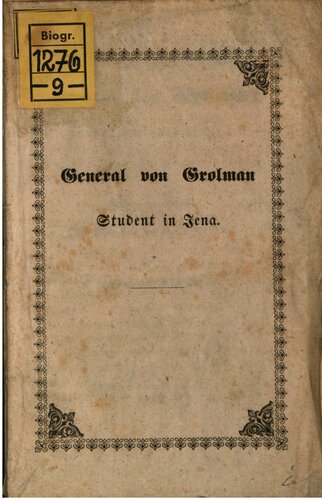 Biogr.
1276
-9-
General von Grolman
Student in Jena.